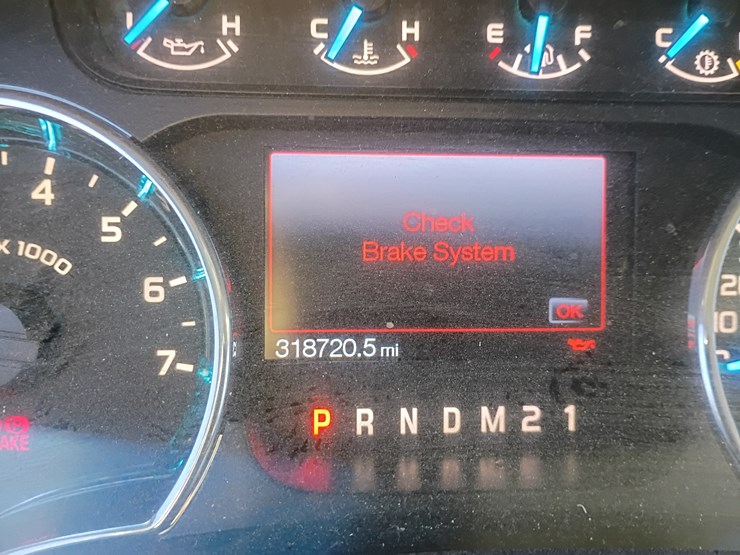 L H C H E F C
4
5
X 1000
6
7
Check
Brake System
OK
318720.5 mi
P R N D M 2 1